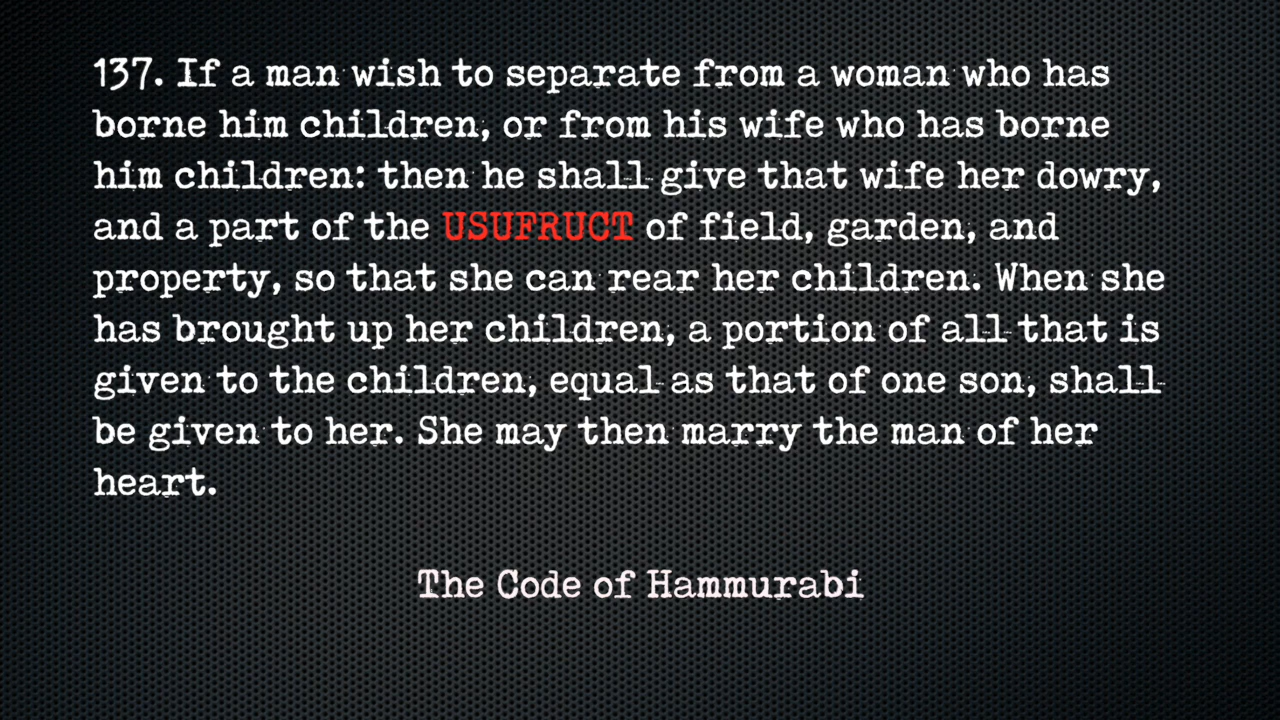 137. If a man wish to separate from a woman who has
borne him children, or from his wife who has borne
him children: then he shall give that wife her dowry,
and a part of the USUFRUCT of field, garden, and
property, so that she can rear her children. When she
has brought up her children, a portion of all that is
given to the children, equal as that of one son, shall
be given to her. She may then marry the man of her
heart.
The Code of Hammurabi